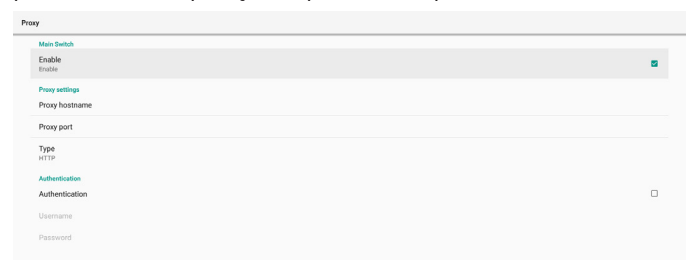 Proxy
Main Switch
Enable
Enable
Proxy settings
Proxy hostname
Proxy port
Type
HTTP
Authentication
Authentication
Username
Password